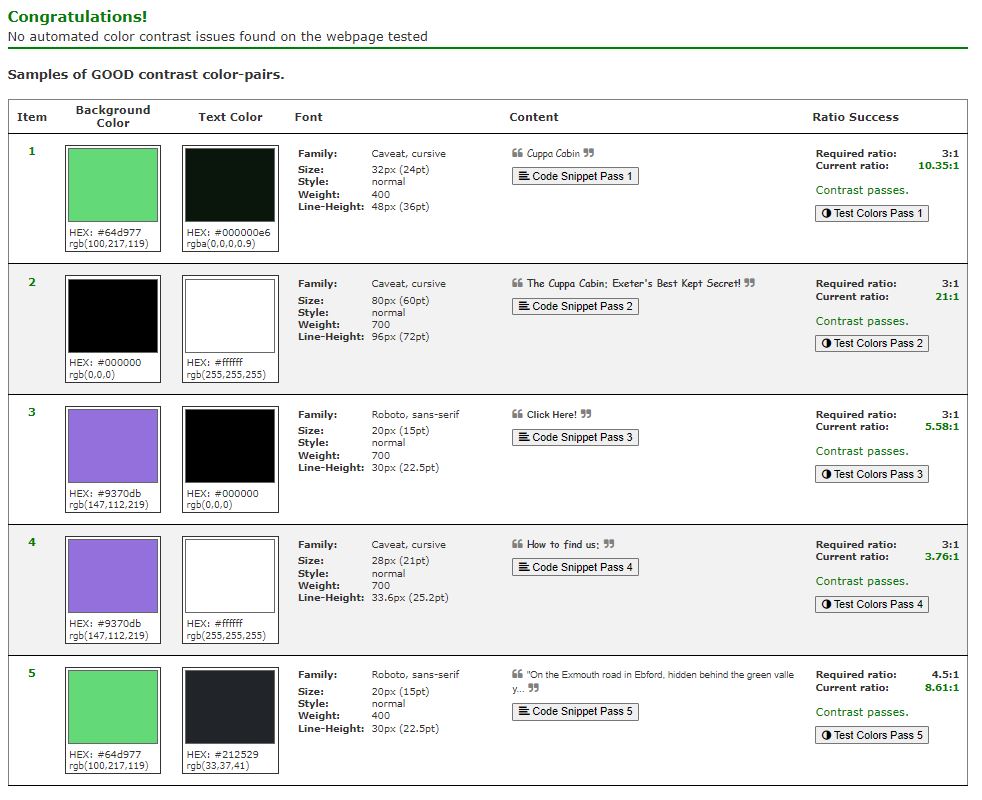 Congratulations!
No automated color contrast issues found on the webpage tested
Samples of GOOD contrast color-pairs.
Item Background Color Text Color Font Content Ratio Success
1
HEX: #64d977
rgb(100,217,119)
HEX: #000000e6
rgba(0,0,0,0.9)
Family: Caveat, cursive
Size: 32px (24pt)
Style: normal
Weight: 400
Line-Height: 48px (36pt)
❝ Cuppa Cabin ❞
Code Snippet Pass 1
Required ratio: 3:1
Current ratio: 10.35:1
Contrast passes.
Test Colors Pass 1
2
HEX: #000000
rgb(0,0,0)
HEX: #ffffff
rgb(255,255,255)
Family: Caveat, cursive
Size: 80px (60pt)
Style: normal
Weight: 700
Line-Height: 96px (72pt)
❝ The Cuppa Cabin; Exeter's Best Kept Secret! ❞
Code Snippet Pass 2
Required ratio: 3:1
Current ratio: 21:1
Contrast passes.
Test Colors Pass 2
3
HEX: #9370db
rgb(147,112,219)
HEX: #000000
rgb(0,0,0)
Family: Roboto, sans-serif
Size: 20px (15pt)
Style: normal
Weight: 700
Line-Height: 30px (22.5pt)
❝ Click Here! ❞
Code Snippet Pass 3
Required ratio: 3:1
Current ratio: 5.58:1
Contrast passes.
Test Colors Pass 3
4
HEX: #9370db
rgb(147,112,219)
HEX: #ffffff
rgb(255,255,255)
Family: Caveat, cursive
Size: 28px (21pt)
Style: normal
Weight: 700
Line-Height: 33.6px (25.2pt)
❝ How to find us; ❞
Code Snippet Pass 4
Required ratio: 3:1
Current ratio: 3.76:1
Contrast passes.
Test Colors Pass 4
5
HEX: #64d977
rgb(100,217,119)
HEX: #212529
rgb(33,37,41)
Family: Roboto, sans-serif
Size: 20px (15pt)
Style: normal
Weight: 400
Line-Height: 30px (22.5pt)
❝ "On the Exmouth road in Ebford, hidden behind the green valle
y... ❞
Code Snippet Pass 5
Required ratio: 4.5:1
Current ratio: 8.61:1
Contrast passes.
Test Colors Pass 5